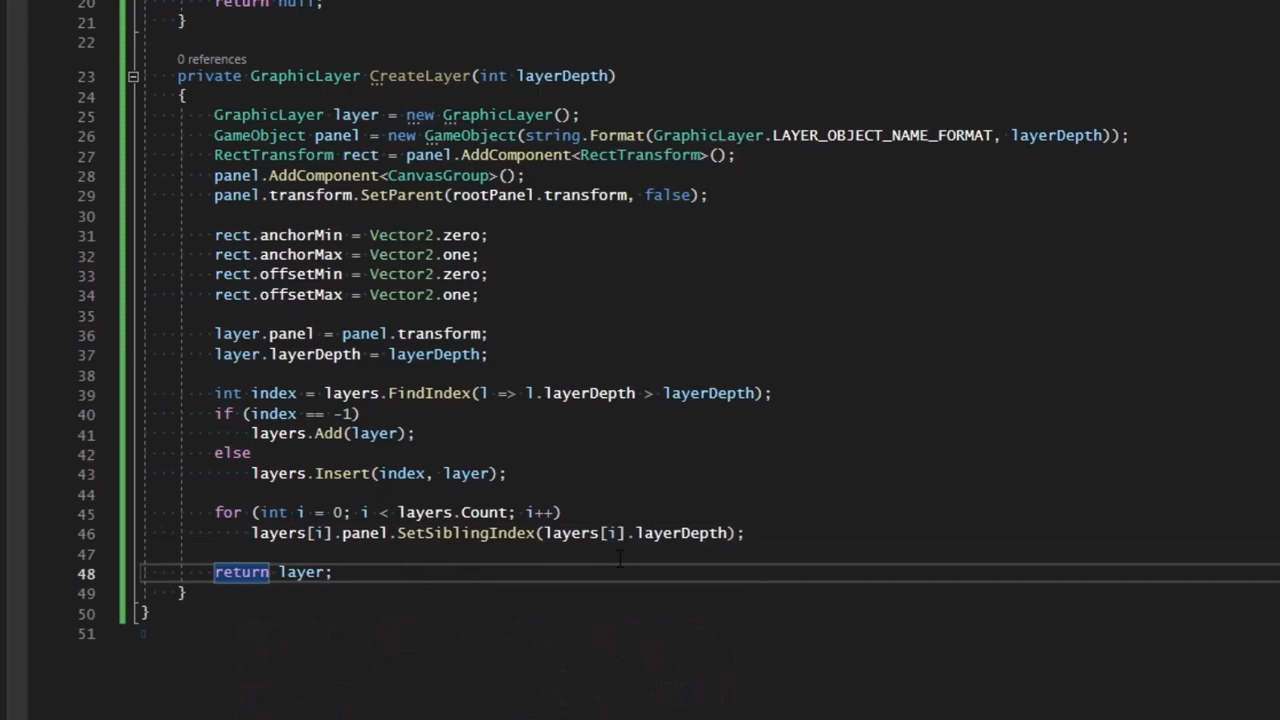 20 return null;
21 }
22
0 references
23 private GraphicLayer CreateLayer(int layerDepth)
24 {
25 GraphicLayer layer = new GraphicLayer();
26 GameObject panel = new GameObject(string.Format(GraphicLayer.LAYER_OBJECT_NAME_FORMAT, layerDepth));
27 RectTransform rect = panel.AddComponent<RectTransform>();
28 panel.AddComponent<CanvasGroup>();
29 panel.transform.SetParent(rootPanel.transform, false);
30
31 rect.anchorMin = Vector2.zero;
32 rect.anchorMax = Vector2.one;
33 rect.offsetMin = Vector2.zero;
34 rect.offsetMax = Vector2.one;
35
36 layer.panel = panel.transform;
37 layer.layerDepth = layerDepth;
38
39 int index = layers.FindIndex(l => l.layerDepth > layerDepth);
40 if (index == -1)
41 layers.Add(layer);
42 else
43 layers.Insert(index, layer);
44
45 for (int i = 0; i < layers.Count; i++)
46 layers[i].panel.SetSiblingIndex(layers[i].layerDepth);
47
48 return layer;
49 }
50 }
51